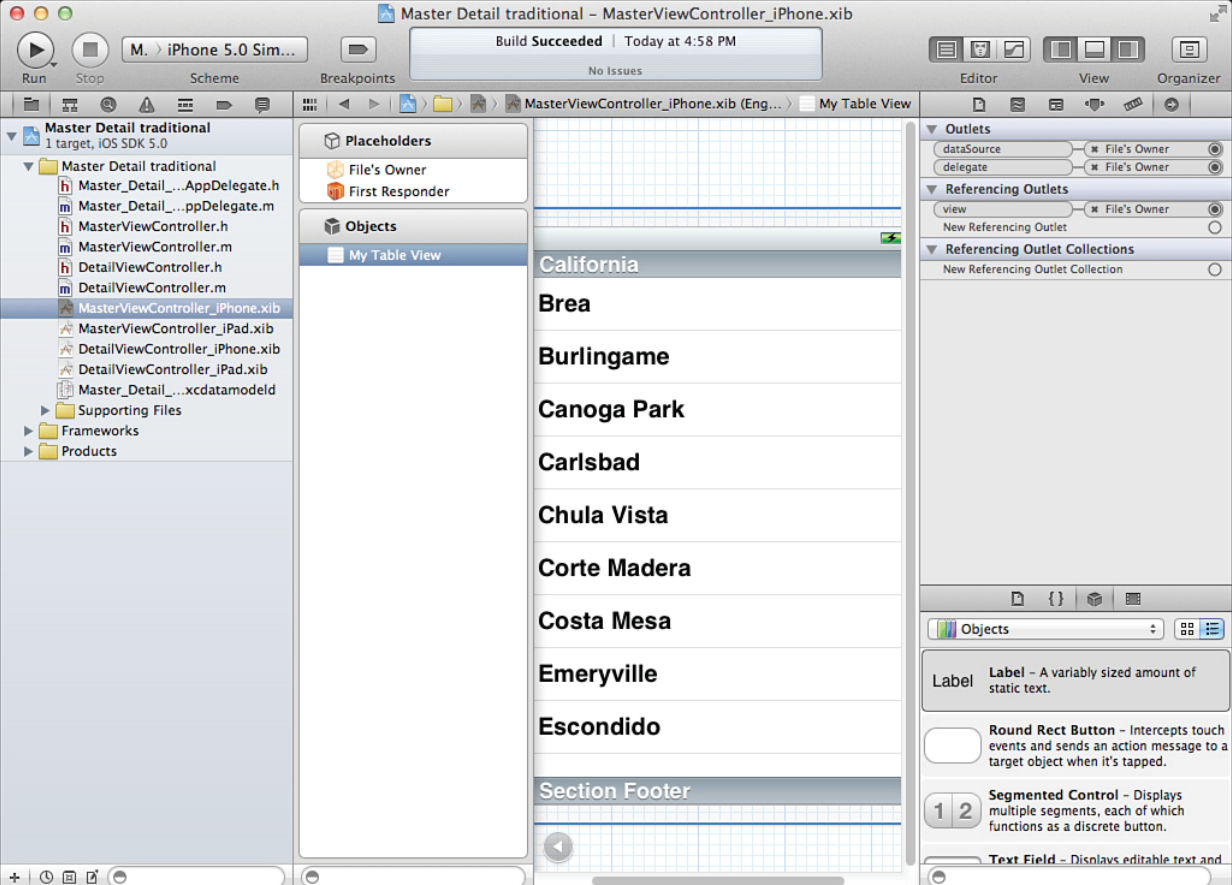 Master Detail traditional – MasterViewController_iPhone.xib
M. 〉 iPhone 5.0 Sim...
Build Succeeded | Today at 4:58 PM
No Issues
Run
Stop
Scheme
Breakpoints
Editor
View
Organizer
MasterViewController_iPhone.xib (Eng... 〉 My Table View
Master Detail traditional
1 target, iOS SDK 5.0
Master Detail traditional
Master_Detail_...AppDelegate.h
Master_Detail_...ppDelegate.m
MasterViewController.h
MasterViewController.m
DetailViewController.h
DetailViewController.m
MasterViewController_iPhone.xib
MasterViewController_iPad.xib
DetailViewController_iPhone.xib
DetailViewController_iPad.xib
Master_Detail_...xcdatamodeld
Supporting Files
Frameworks
Products
Placeholders
File's Owner
First Responder
Objects
My Table View
California
Brea
Burlingame
Canoga Park
Carlsbad
Chula Vista
Corte Madera
Costa Mesa
Emeryville
Escondido
Section Footer
Outlets
dataSource
File's Owner
delegate
File's Owner
Referencing Outlets
view
File's Owner
New Referencing Outlet
Referencing Outlet Collections
New Referencing Outlet Collection
{ }
Objects
Label
Label – A variably sized amount of
static text.
Round Rect Button – Intercepts touch
events and sends an action message to a
target object when it's tapped.
1 2
Segmented Control – Displays
multiple segments, each of which
functions as a discrete button.
Text Field – Displays editable text and